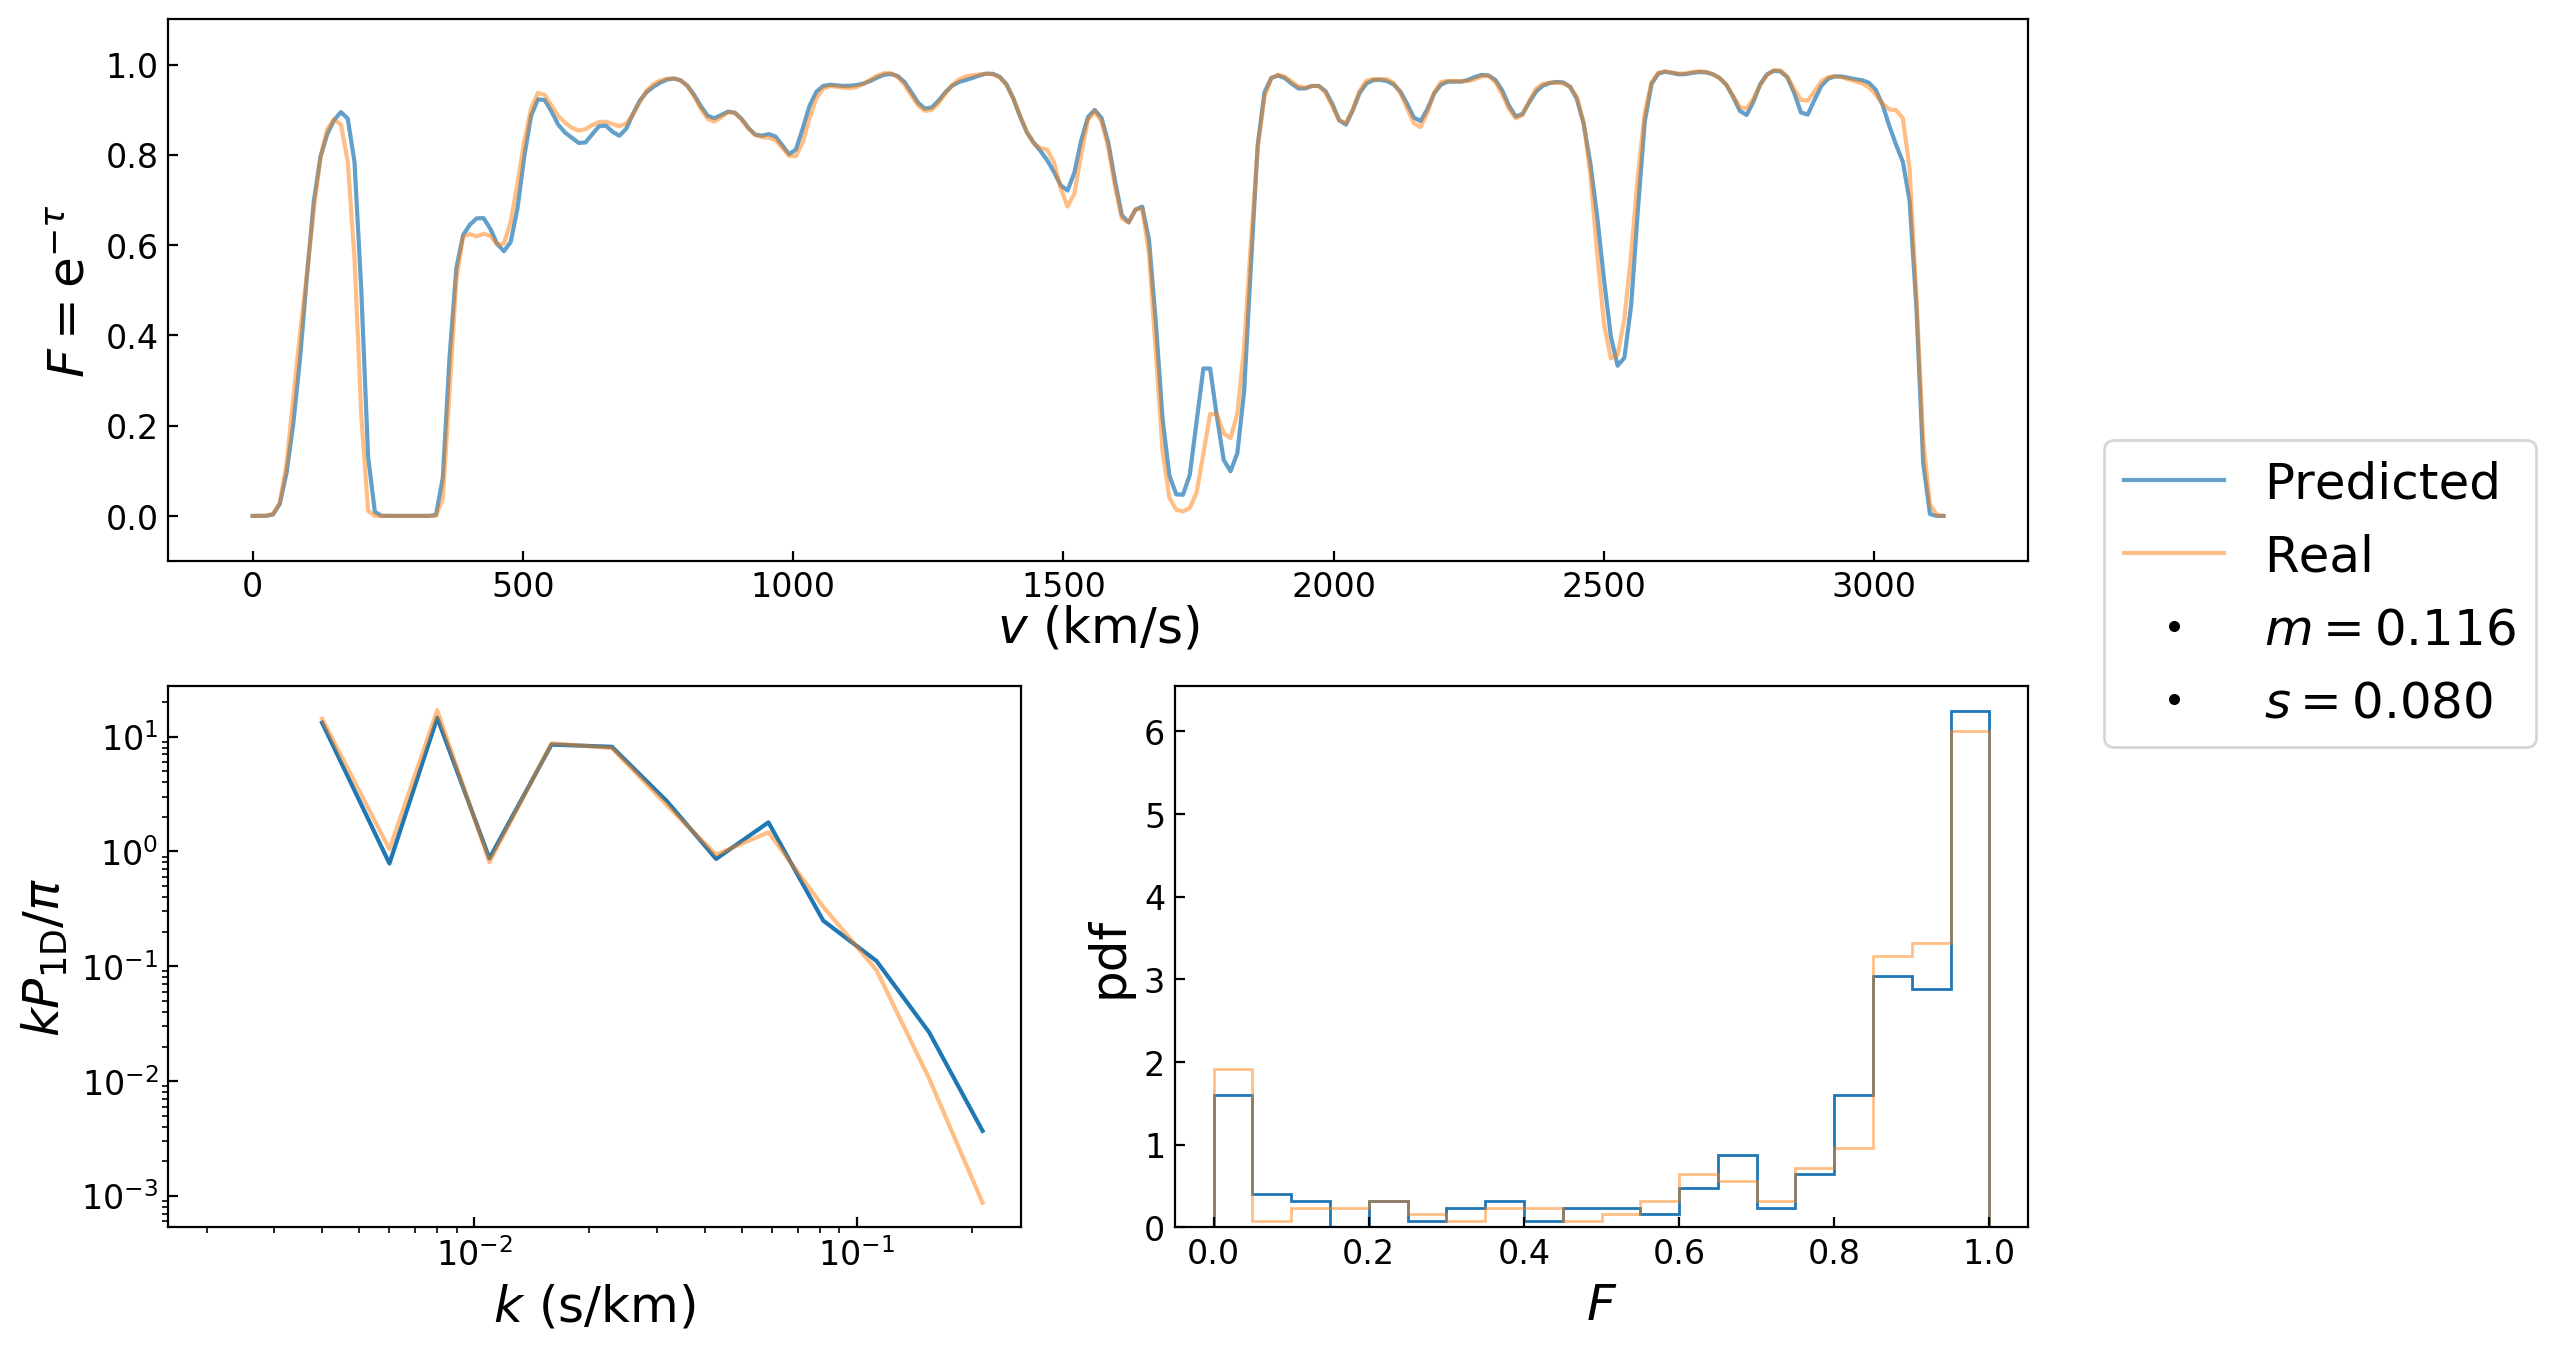 1.0
0.8
0.6
0.4
0.2
0.0
F = e^{-τ}
0 500 1000 1500 2000 2500 3000
v (km/s)
Predicted
Real
m = 0.116
s = 0.080
10^1
10^0
10^{-1}
10^{-2}
10^{-3}
kP_{1D}/π
10^{-2} 10^{-1}
k (s/km)
6
5
4
3
2
1
0
pdf
0.0 0.2 0.4 0.6 0.8 1.0
F